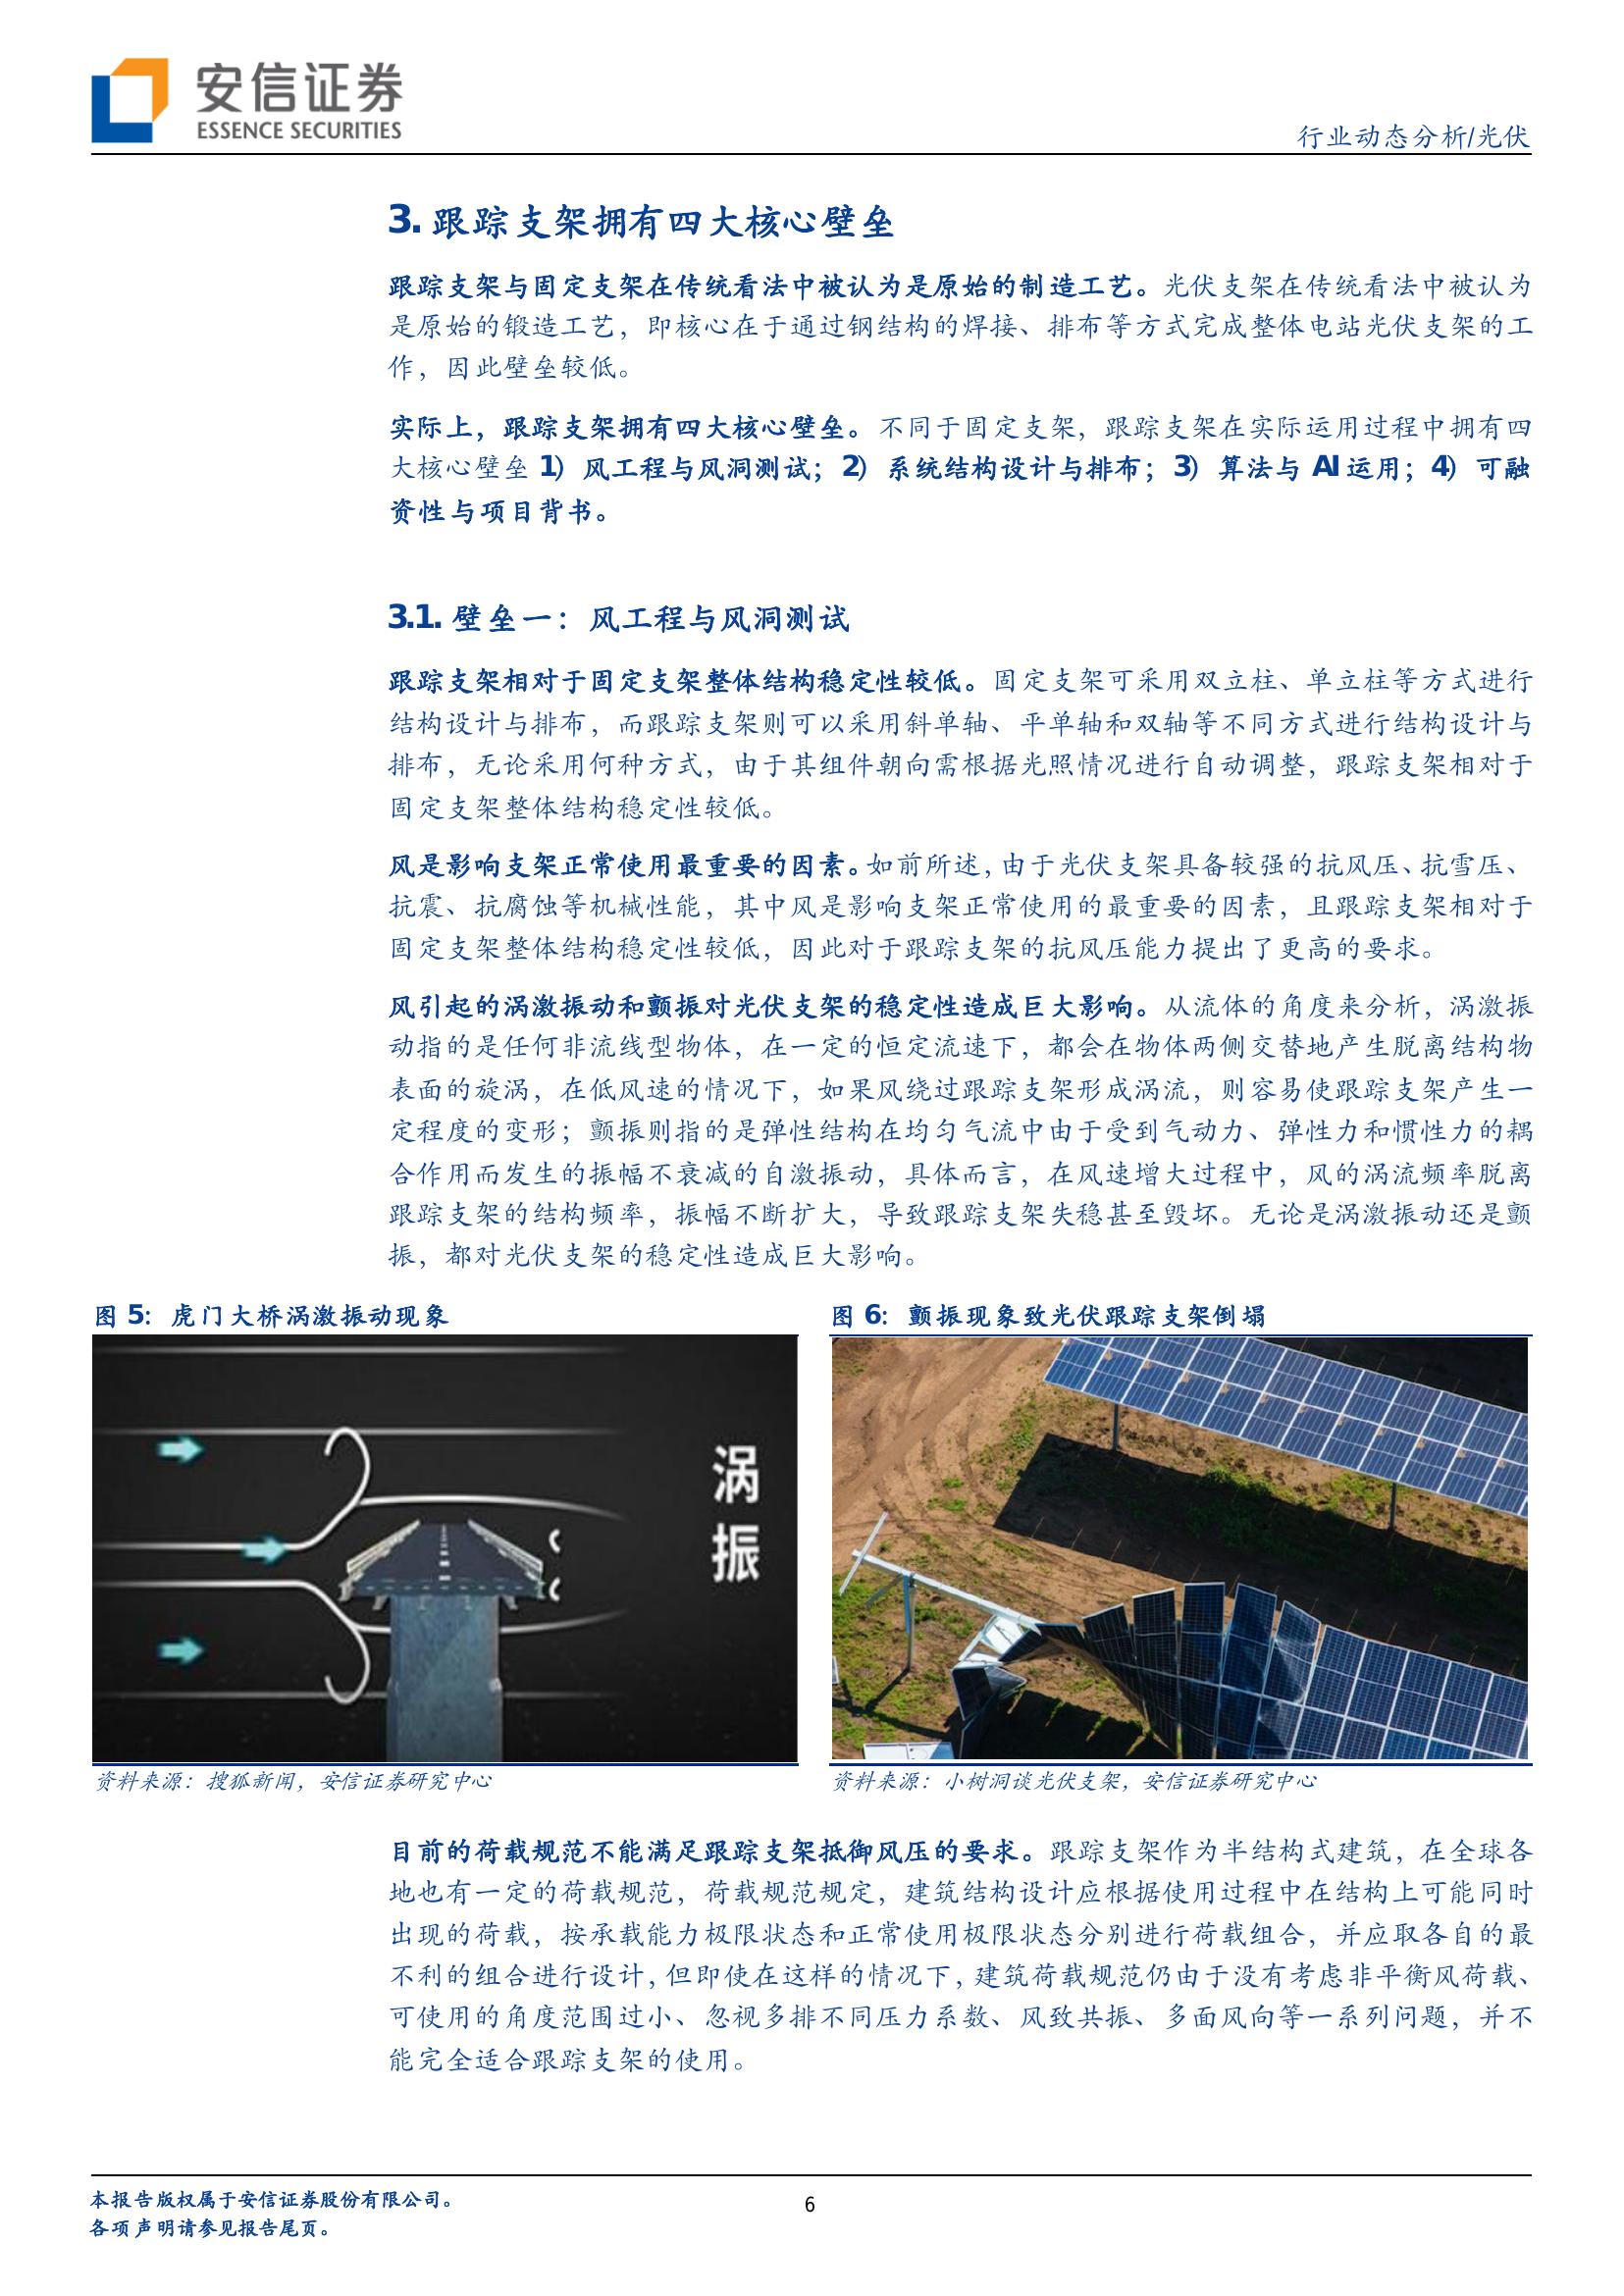 安信证券
ESSENCE SECURITIES
行业动态分析/光伏
3. 跟踪支架拥有四大核心壁垒
跟踪支架与固定支架在传统看法中被认为是原始的制造工艺。光伏支架在传统看法中被认为
是原始的锻造工艺，即核心在于通过钢结构的焊接、排布等方式完成整体电站光伏支架的工
作，因此壁垒较低。
实际上，跟踪支架拥有四大核心壁垒。不同于固定支架，跟踪支架在实际运用过程中拥有四
大核心壁垒 1）风工程与风洞测试；2）系统结构设计与排布；3）算法与 AI 运用；4）可融
资性与项目背书。
3.1. 壁垒一：风工程与风洞测试
跟踪支架相对于固定支架整体结构稳定性较低。固定支架可采用双立柱、单立柱等方式进行
结构设计与排布，而跟踪支架则可以采用斜单轴、平单轴和双轴等不同方式进行结构设计与
排布，无论采用何种方式，由于其组件朝向需根据光照情况进行自动调整，跟踪支架相对于
固定支架整体结构稳定性较低。
风是影响支架正常使用最重要的因素。如前所述，由于光伏支架具备较强的抗风压、抗雪压、
抗震、抗腐蚀等机械性能，其中风是影响支架正常使用的最重要的因素，且跟踪支架相对于
固定支架整体结构稳定性较低，因此对于跟踪支架的抗风压能力提出了更高的要求。
风引起的涡激振动和颤振对光伏支架的稳定性造成巨大影响。从流体的角度来分析，涡激振
动指的是任何非流线型物体，在一定的恒定流速下，都会在物体两侧交替地产生脱离结构物
表面的旋涡，在低风速的情况下，如果风绕过跟踪支架形成涡流，则容易使跟踪支架产生一
定程度的变形；颤振则指的是弹性结构在均匀气流中由于受到气动力、弹性力和惯性力的耦
合作用而发生的振幅不衰减的自激振动，具体而言，在风速增大过程中，风的涡流频率脱离
跟踪支架的结构频率，振幅不断扩大，导致跟踪支架失稳甚至毁坏。无论是涡激振动还是颤
振，都对光伏支架的稳定性造成巨大影响。
图 5：虎门大桥涡激振动现象
涡振
资料来源：搜狐新闻，安信证券研究中心
图 6：颤振现象致光伏跟踪支架倒塌
资料来源：小树洞谈光伏支架，安信证券研究中心
目前的荷载规范不能满足跟踪支架抵御风压的要求。跟踪支架作为半结构式建筑，在全球各
地也有一定的荷载规范，荷载规范规定，建筑结构设计应根据使用过程中在结构上可能同时
出现的荷载，按承载能力极限状态和正常使用极限状态分别进行荷载组合，并应取各自的最
不利的组合进行设计，但即使在这样的情况下，建筑荷载规范仍由于没有考虑非平衡风荷载、
可使用的角度范围过小、忽视多排不同压力系数、风致共振、多面风向等一系列问题，并不
能完全适合跟踪支架的使用。
本报告版权属于安信证券股份有限公司。
各项声明请参见报告尾页。
6